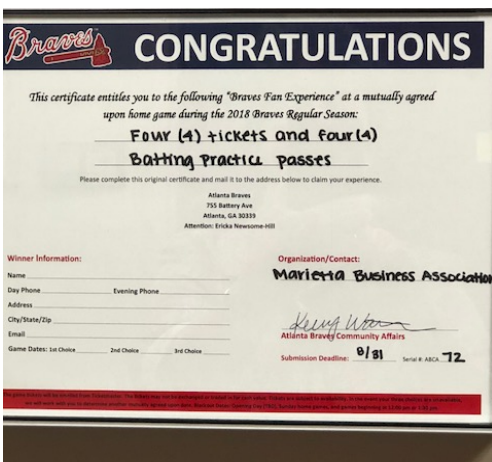 Braves
CONGRATULATIONS
This certificate entitles you to the following "Braves Fan Experience" at a mutually agreed
upon home game during the 2018 Braves Regular Season:
Four (4) tickets and four (4)
Batting Practice passes
Please complete this original certificate and mail it to the address below to claim your experience.
Atlanta Braves
755 Battery Ave
Atlanta, GA 30339
Attention: Ericka Newsome-Hill
Winner Information:
Name
Day Phone Evening Phone
Address
City/State/Zip
Email
Game Dates: 1st Choice 2nd Choice 3rd Choice
Organization/Contact:
Marietta Business Association
Atlanta Braves Community Affairs
Submission Deadline: 8/31 Serial #: ABCA 72